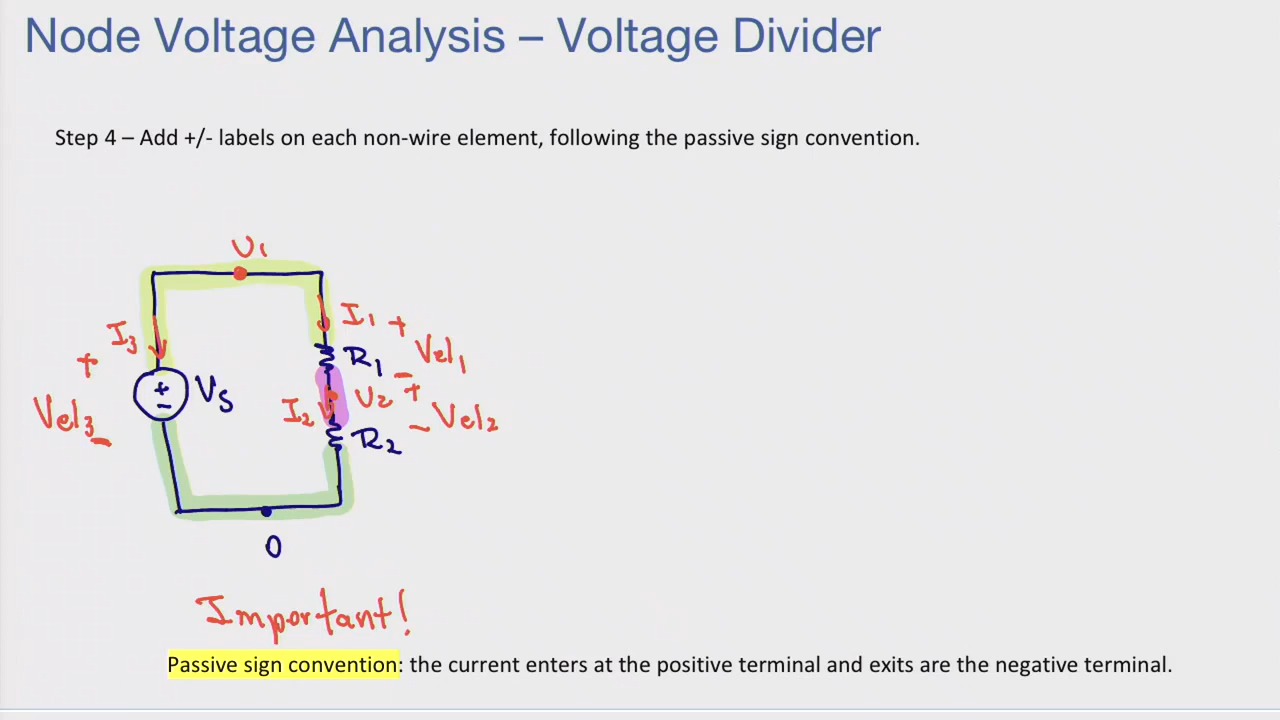 Node Voltage Analysis – Voltage Divider
Step 4 – Add +/- labels on each non-wire element, following the passive sign convention.
U1
I3
I1 +
+
R1
Vel1
−
+
−
VS
I2
U2
+
Vel3
−
− Vel2
R2
0
Important!
Passive sign convention: the current enters at the positive terminal and exits are the negative terminal.